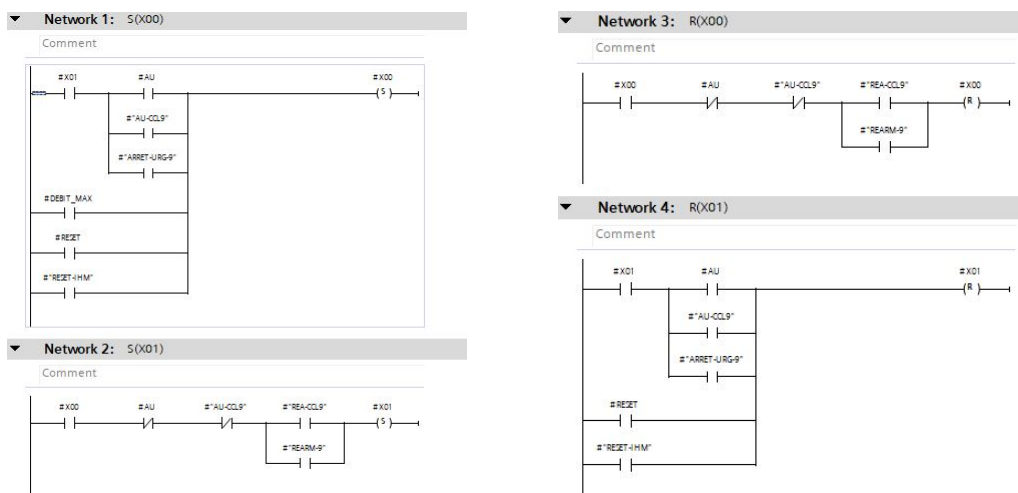 Network 1: S(X00)
Comment
#X01 #AU #X00
( S )
#"AU-CCL9"
#"ARRET-URG-9"
#DEBIT_MAX
#RESET
#"RESET-IHM"
Network 2: S(X01)
Comment
#X00 #AU #"AU-CCL9" #"REA-CCL9" #X01
( S )
#"REARM-9"
Network 3: R(X00)
Comment
#X00 #AU #"AU-CCL9" #"REA-CCL9" #X00
( R )
#"REARM-9"
Network 4: R(X01)
Comment
#X01 #AU #X01
( R )
#"AU-CCL9"
#"ARRET-URG-9"
#RESET
#"RESET-IHM"